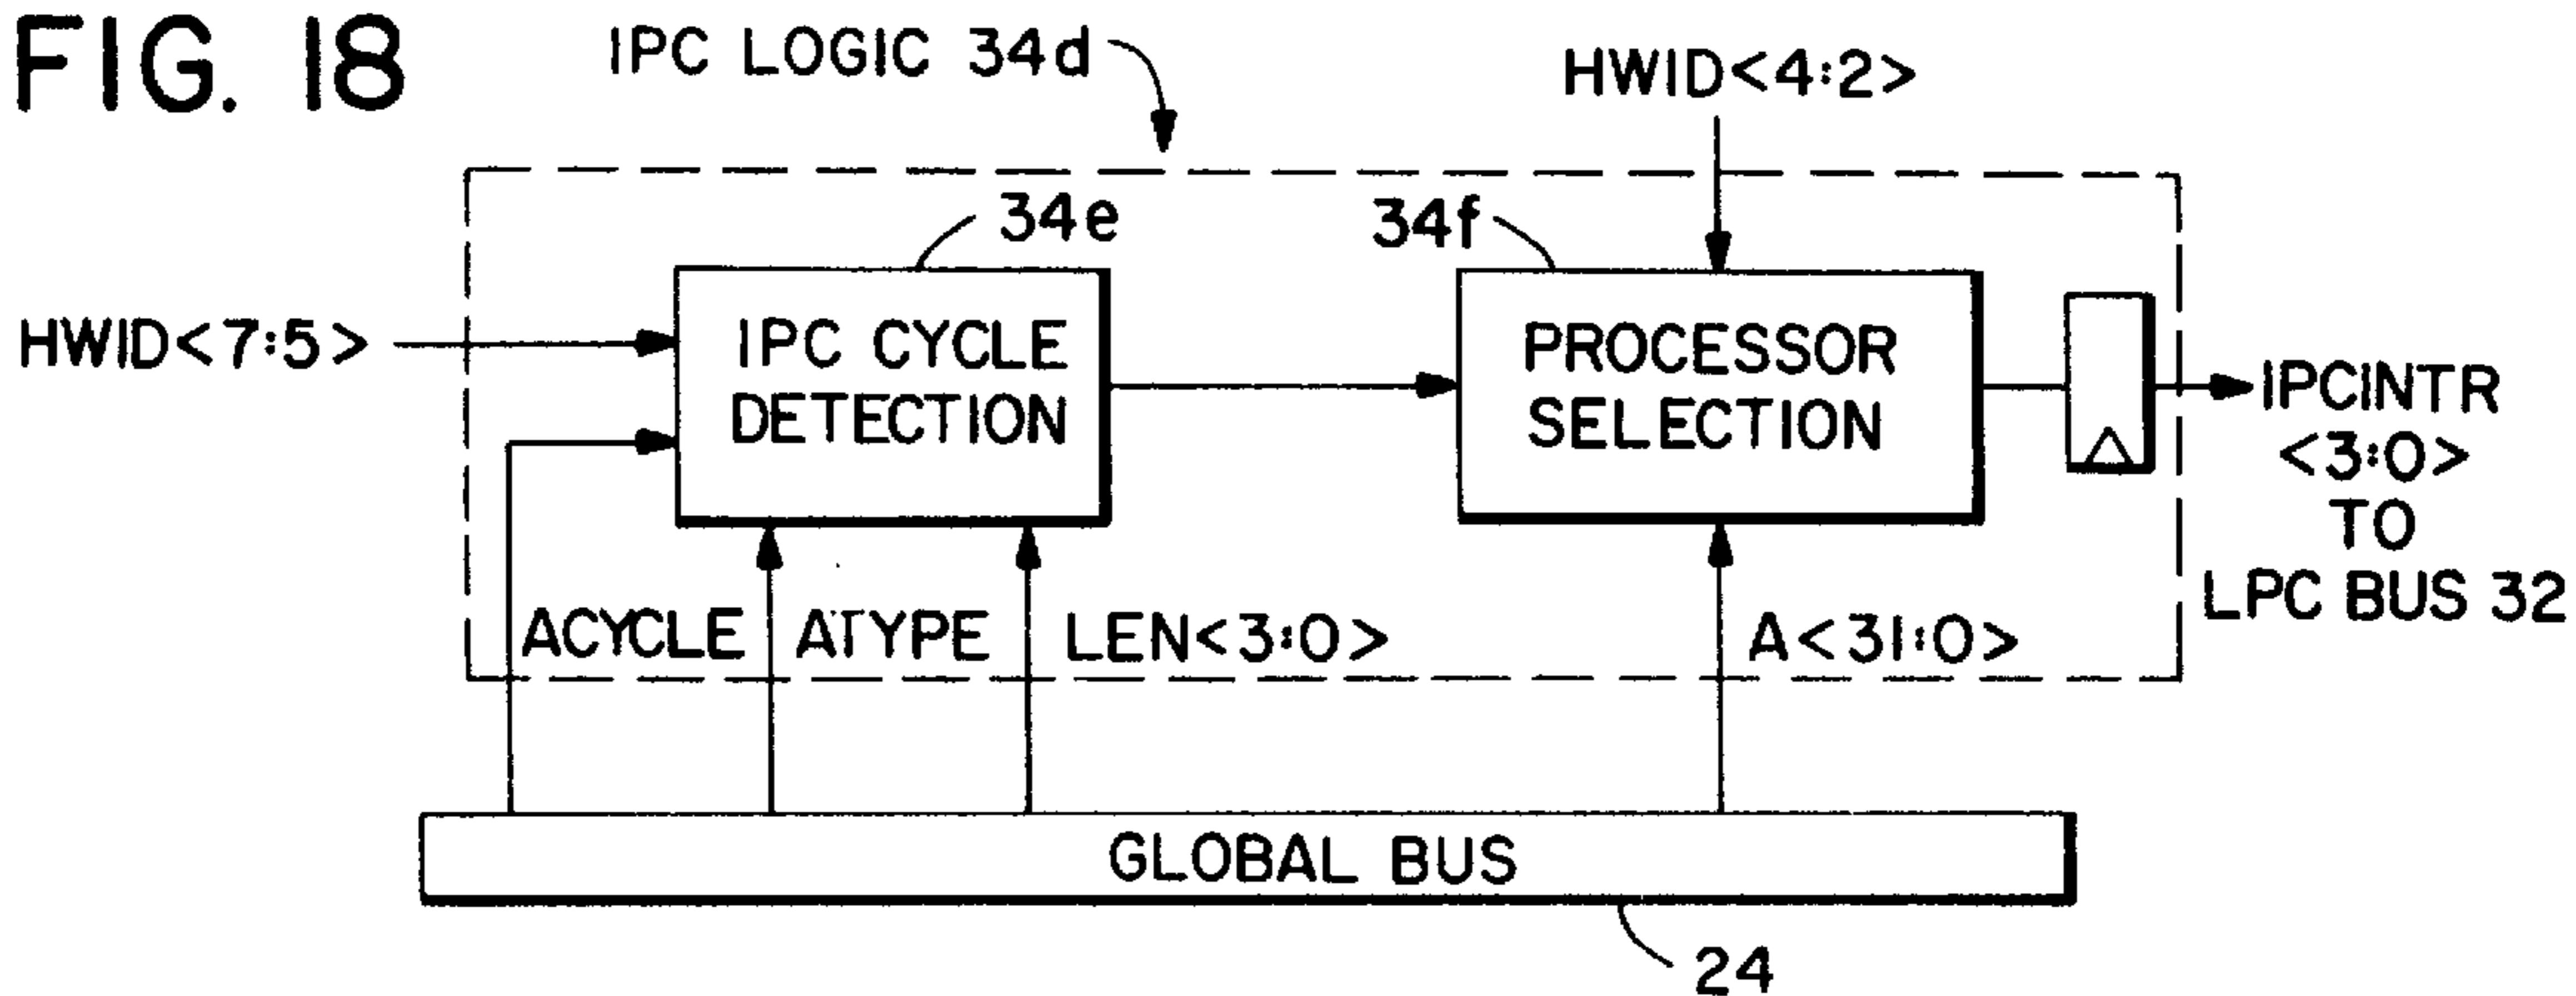 FIG. 18
IPC LOGIC 34d
HWID<4:2>
34e
34f
HWID<7:5>
IPC CYCLE
DETECTION
PROCESSOR
SELECTION
IPCINTR
<3:0>
TO
LPC BUS 32
ACYCLE
ATYPE
LEN<3:0>
A<31:0>
GLOBAL BUS
24